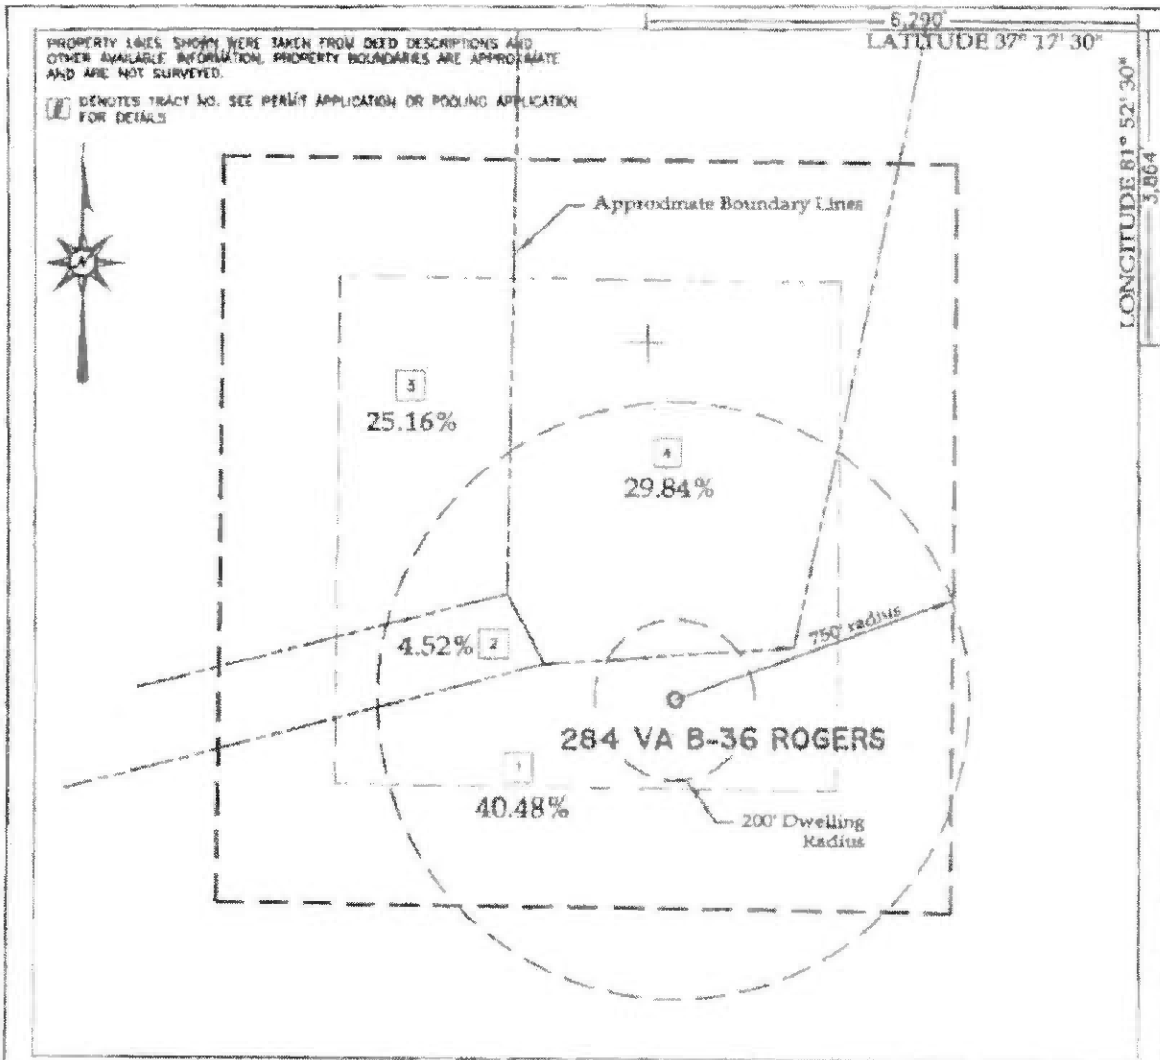 6,290'
LATITUDE 37° 17' 30"
PROPERTY LINES SHOWN WERE TAKEN FROM DEED DESCRIPTIONS AND
OTHER AVAILABLE INFORMATION. PROPERTY BOUNDARIES ARE APPROXIMATE
AND ARE NOT SURVEYED.
DENOTES TRACT NO. SEE PERMIT APPLICATION OR POOLING APPLICATION
FOR DETAILS
LONGITUDE 81° 52' 30"
3,864'
Approximate Boundary Lines
N
3
25.16%
4
29.84%
750' radius
4.52% 2
284 VA B-36 ROGERS
1
40.48%
200' Dwelling
Radius